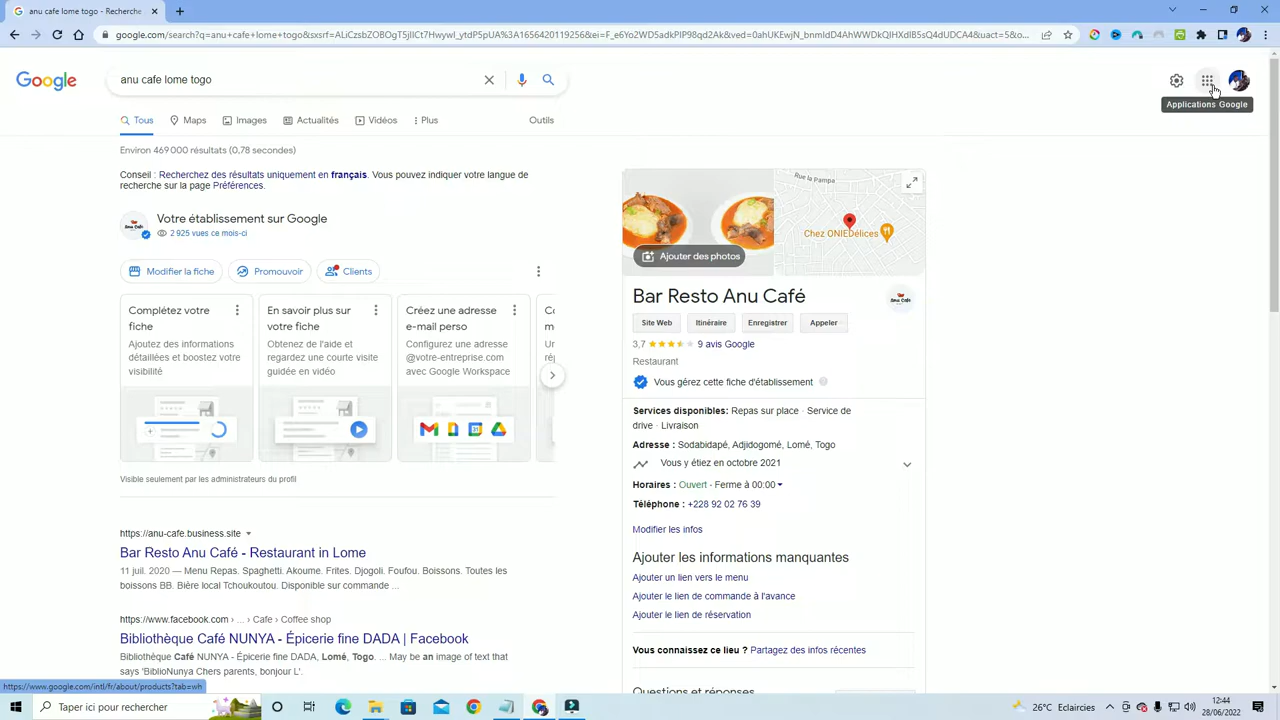 anu cafe lome togo - Recherche
google.com/search?q=anu+cafe+lome+togo&sxsrf=
Google
anu cafe lome togo
Applications Google
Tous
Maps
Images
Actualités
Vidéos
Plus
Outils
Environ 469 000 résultats (0,78 secondes)
Conseil : Recherchez des résultats uniquement en français. Vous pouvez indiquer votre langue de
recherche sur la page Préférences.
Votre établissement sur Google
2 925 vues ce mois-ci
Modifier la fiche
Promouvoir
Clients
Complétez votre
fiche
Ajoutez des informations
détaillées et boostez votre
visibilité
En savoir plus sur
votre fiche
Obtenez de l'aide et
regardez une courte visite
guidée en vidéo
Créez une adresse
e-mail perso
Configurez une adresse
@votre-entreprise.com
avec Google Workspace
Visible seulement par les administrateurs du profil
https://anu-cafe.business.site
Bar Resto Anu Café - Restaurant in Lome
11 juil. 2020 — Menu Repas. Spaghetti. Akoume. Frites. Djogoli. Foufou. Boissons. Toutes les
boissons BB. Bière local Tchoukoutou. Disponible sur commande ...
https://www.facebook.com › ... › Cafe › Coffee shop
Bibliothèque Café NUNYA - Épicerie fine DADA | Facebook
Bibliothèque Café NUNYA - Épicerie fine DADA, Lomé, Togo. ... May be an image of text that
says 'BiblioNunya Chers parents, bonjour L'.
https://www.google.com/intl/fr/about/products?tab=wh
Rue la Pampa
Chez ONIEDélices
Ajouter des photos
Bar Resto Anu Café
Anu Cafe
Site Web
Itinéraire
Enregistrer
Appeler
3,7
9 avis Google
Restaurant
Vous gérez cette fiche d'établissement
Services disponibles: Repas sur place · Service de
drive · Livraison
Adresse : Sodabidapé, Adjidogomé, Lomé, Togo
Vous y étiez en octobre 2021
Horaires : Ouvert · Ferme à 00:00
Téléphone : +228 92 02 76 39
Modifier les infos
Ajouter les informations manquantes
Ajouter un lien vers le menu
Ajouter le lien de commande à l'avance
Ajouter le lien de réservation
Vous connaissez ce lieu ? Partagez des infos récentes
Questions et réponses
Taper ici pour rechercher
26°C Eclaircies
12:44
28/06/2022